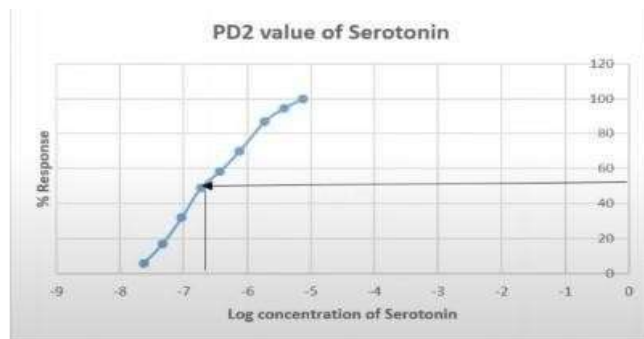 PD2 value of Serotonin
120
100
80
60
40
20
0
% Response
-9 -8 -7 -6 -5 -4 -3 -2 -1 0
Log concentration of Serotonin